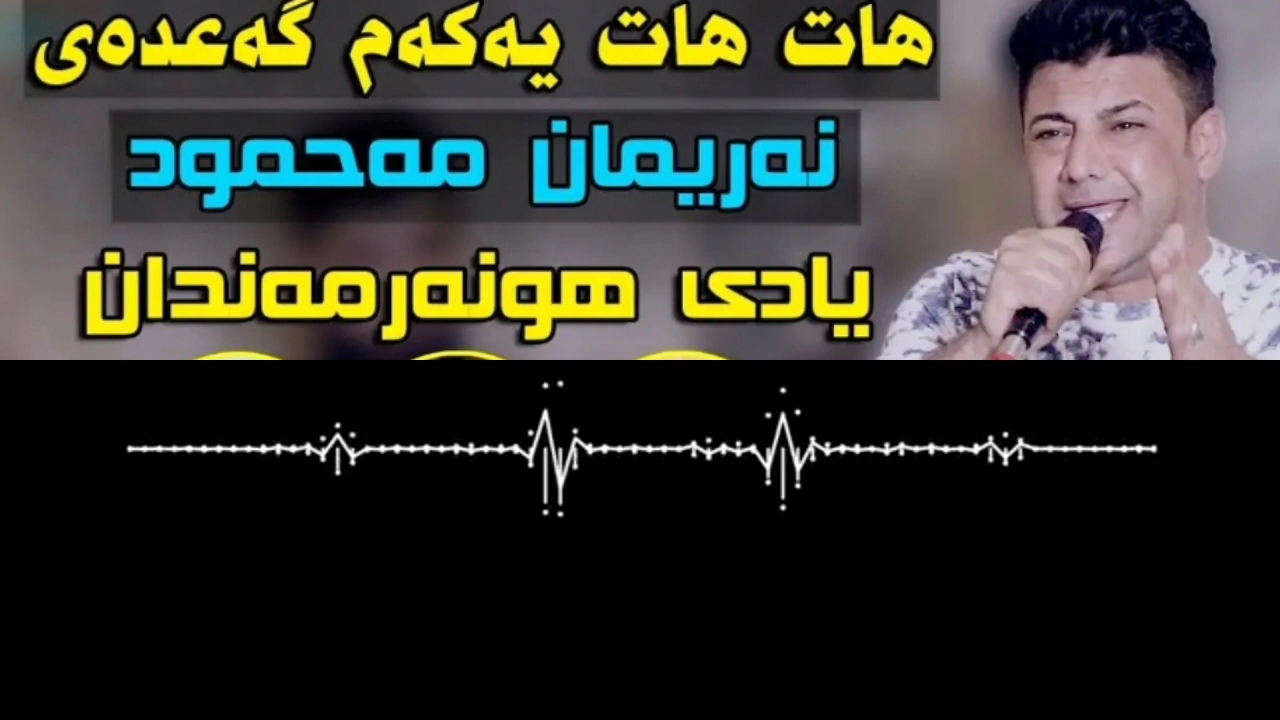 هات هات یەکەم گەعدەی
نەریمان مەحمود
یادی هونەرمەندان